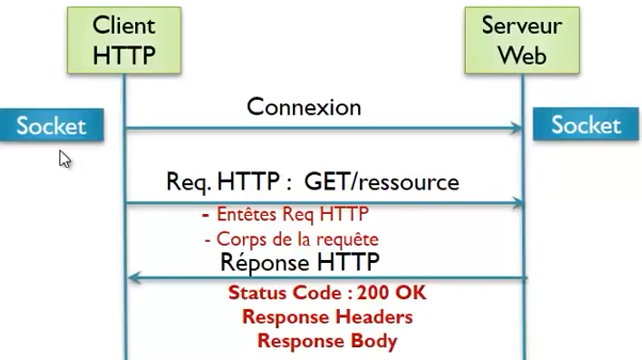 Client
HTTP
Serveur
Web
Connexion
Socket
Socket
Req. HTTP : GET/ressource
- Entêtes Req HTTP
- Corps de la requête
Réponse HTTP
Status Code : 200 OK
Response Headers
Response Body